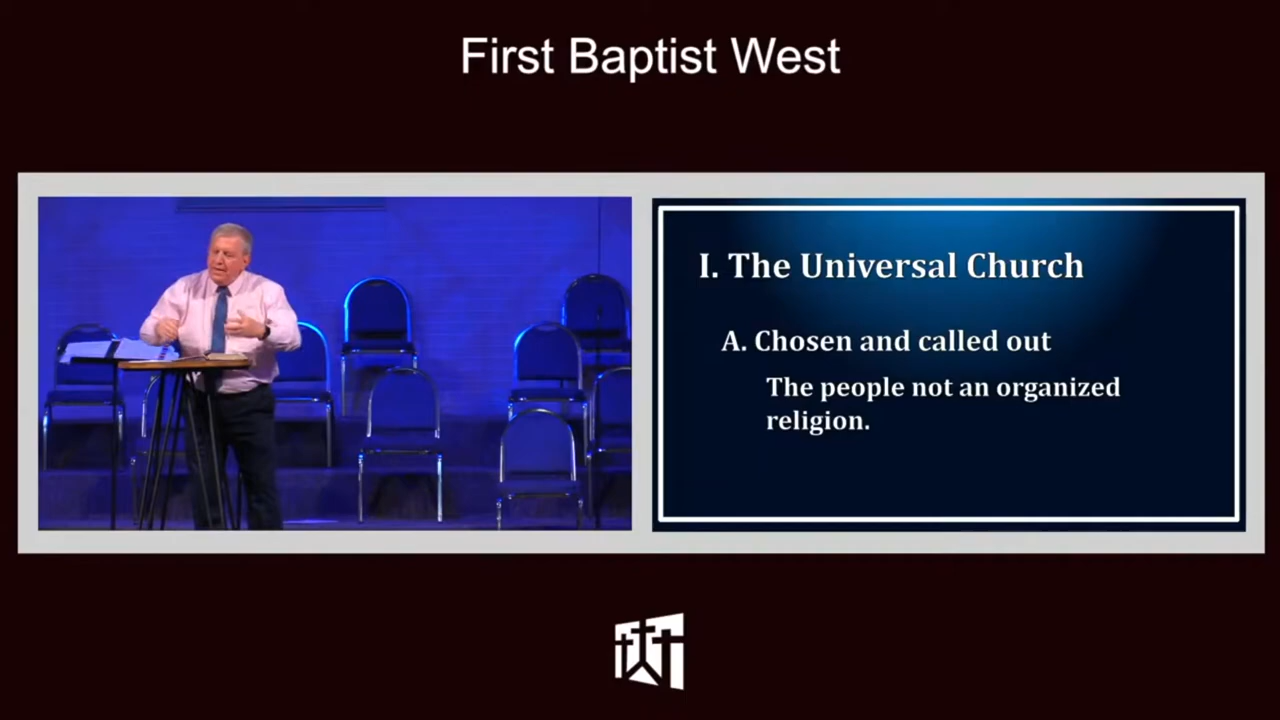 First Baptist West
I. The Universal Church
A. Chosen and called out
The people not an organized
religion.